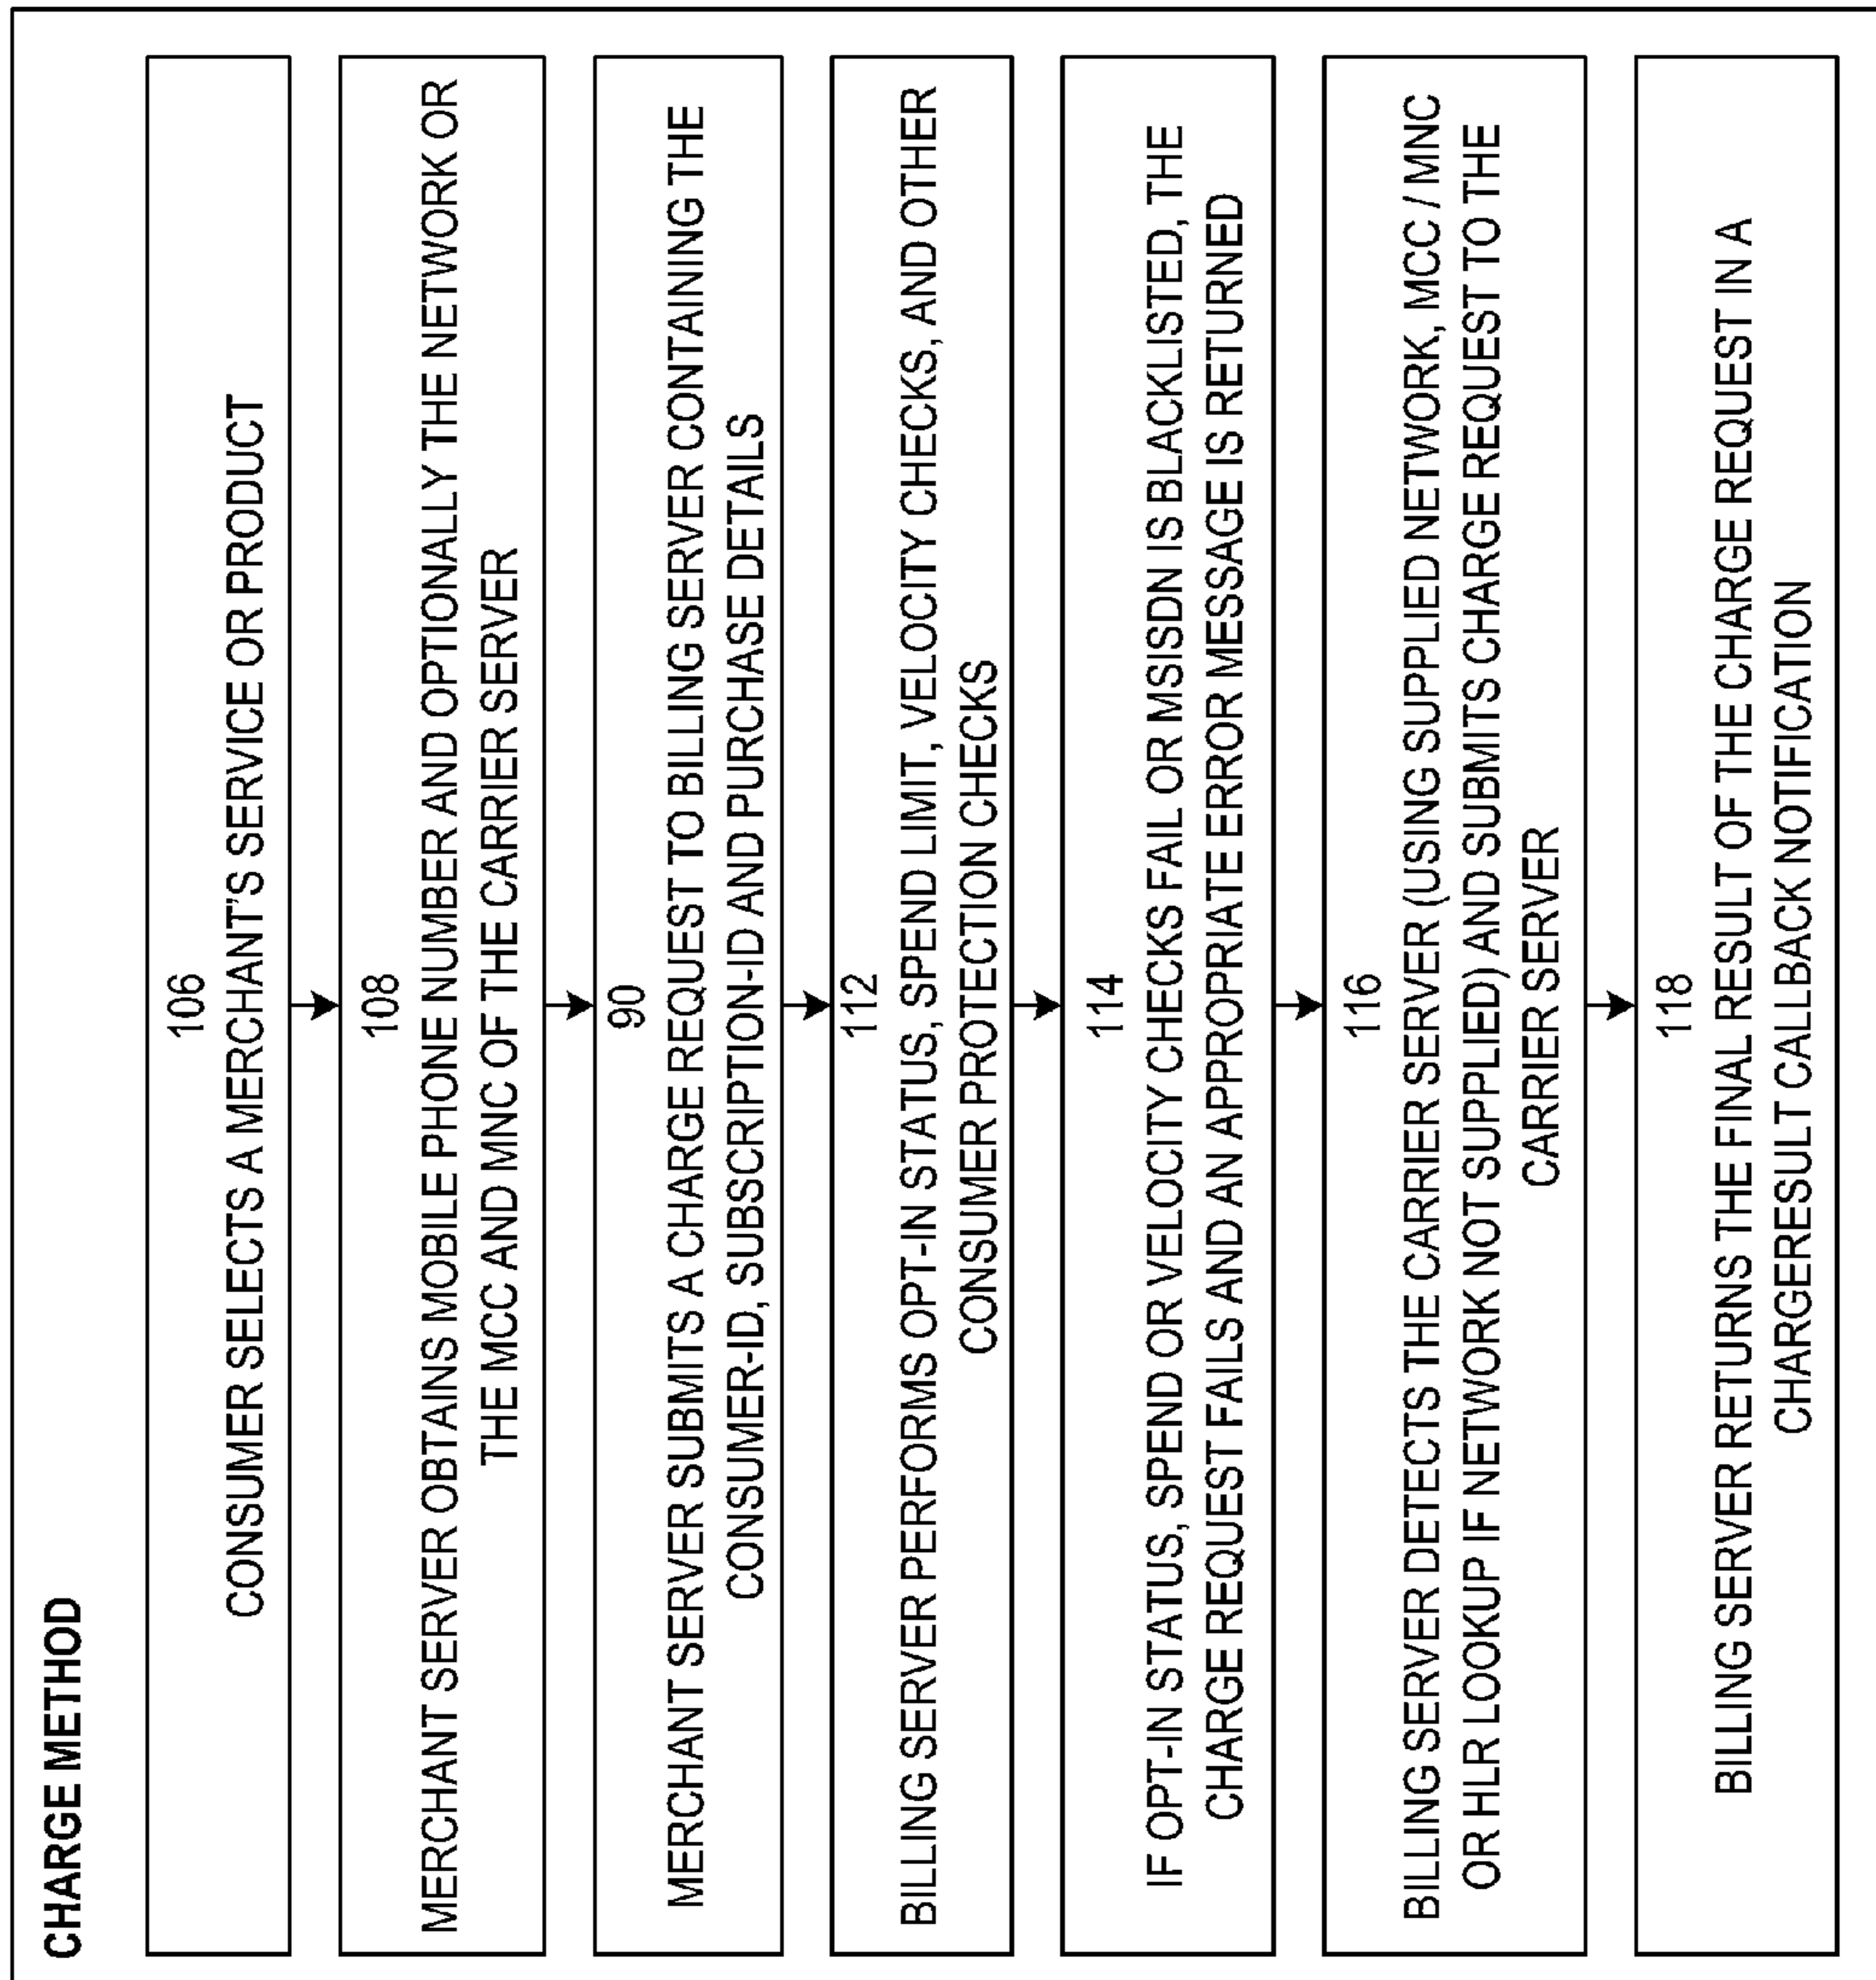 CHARGE METHOD
106
CONSUMER SELECTS A MERCHANT'S SERVICE OR PRODUCT
108
MERCHANT SERVER OBTAINS MOBILE PHONE NUMBER AND OPTIONALLY THE NETWORK OR
THE MCC AND MNC OF THE CARRIER SERVER
90
MERCHANT SERVER SUBMITS A CHARGE REQUEST TO BILLING SERVER CONTAINING THE
CONSUMER-ID, SUBSCRIPTION-ID AND PURCHASE DETAILS
112
BILLING SERVER PERFORMS OPT-IN STATUS, SPEND LIMIT, VELOCITY CHECKS, AND OTHER
CONSUMER PROTECTION CHECKS
114
IF OPT-IN STATUS, SPEND OR VELOCITY CHECKS FAIL OR MSISDN IS BLACKLISTED, THE
CHARGE REQUEST FAILS AND AN APPROPRIATE ERROR MESSAGE IS RETURNED
116
BILLING SERVER DETECTS THE CARRIER SERVER (USING SUPPLIED NETWORK, MCC / MNC
OR HLR LOOKUP IF NETWORK NOT SUPPLIED) AND SUBMITS CHARGE REQUEST TO THE
CARRIER SERVER
118
BILLING SERVER RETURNS THE FINAL RESULT OF THE CHARGE REQUEST IN A
CHARGERESULT CALLBACK NOTIFICATION